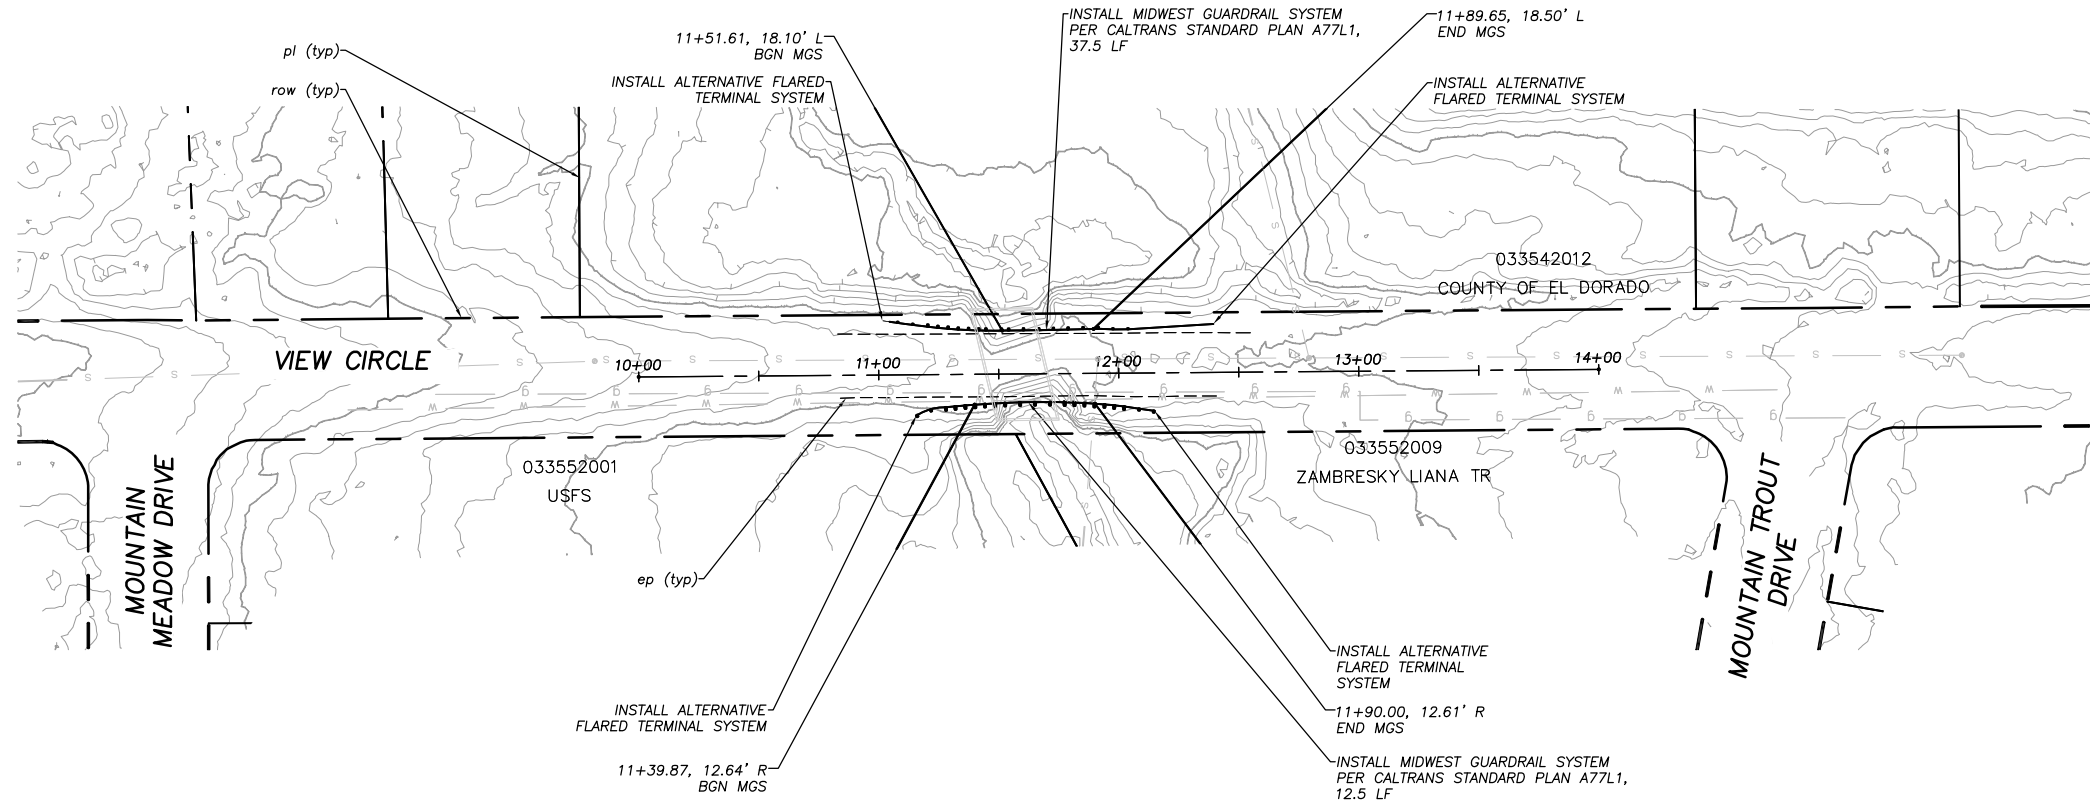 INSTALL MIDWEST GUARDRAIL SYSTEM
PER CALTRANS STANDARD PLAN A77L1,
37.5 LF
11+89.65, 18.50' L
END MGS
11+51.61, 18.10' L
BGN MGS
pl (typ)
row (typ)
INSTALL ALTERNATIVE FLARED
TERMINAL SYSTEM
INSTALL ALTERNATIVE
FLARED TERMINAL SYSTEM
033542012
COUNTY OF EL DORADO
VIEW CIRCLE
10+00
11+00
12+00
13+00
14+00
033552001
USFS
033552009
ZAMBRESKY LIANA TR
MOUNTAIN
MEADOW DRIVE
MOUNTAIN TROUT
DRIVE
ep (typ)
INSTALL ALTERNATIVE
FLARED TERMINAL
SYSTEM
INSTALL ALTERNATIVE
FLARED TERMINAL SYSTEM
11+90.00, 12.61' R
END MGS
11+39.87, 12.64' R
BGN MGS
INSTALL MIDWEST GUARDRAIL SYSTEM
PER CALTRANS STANDARD PLAN A77L1,
12.5 LF